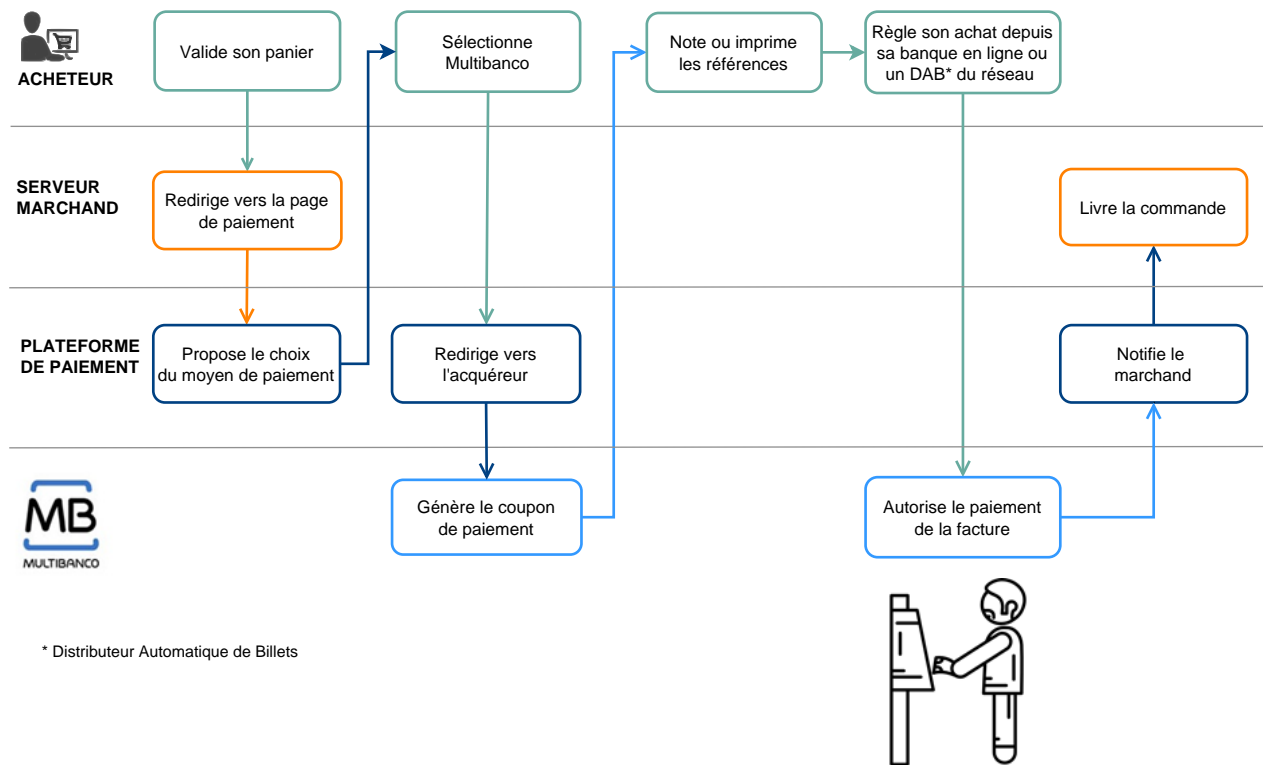 Valide son panier
Sélectionne
Multibanco
Note ou imprime
les références
Règle son achat depuis
sa banque en ligne ou
un DAB* du réseau
ACHETEUR
SERVEUR
MARCHAND
Redirige vers la page
de paiement
Livre la commande
PLATEFORME
DE PAIEMENT
Propose le choix
du moyen de paiement
Redirige vers
l'acquéreur
Notifie le
marchand
MB
MULTIBANCO
Génère le coupon
de paiement
Autorise le paiement
de la facture
* Distributeur Automatique de Billets